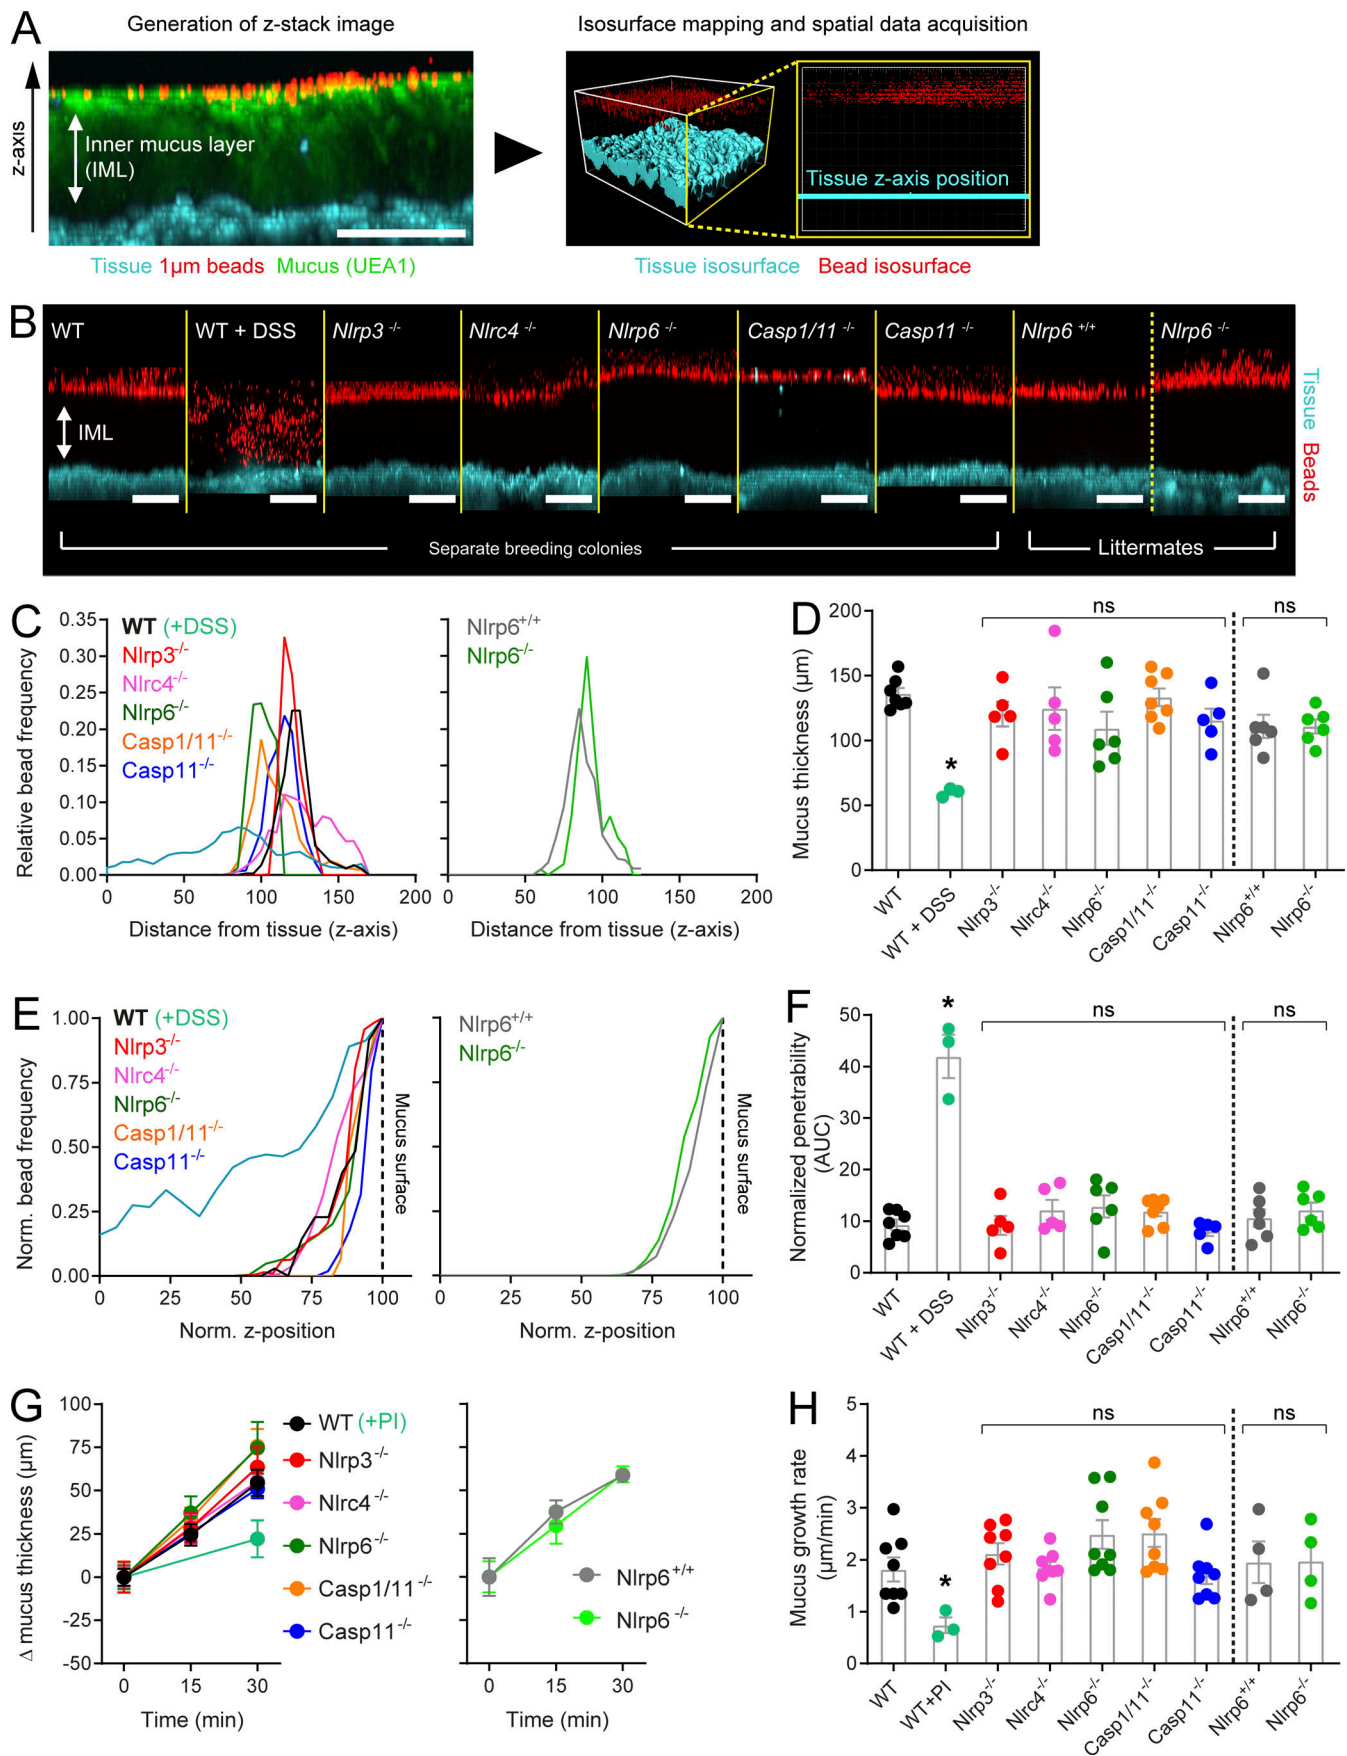 A
Generation of z-stack image
Isosurface mapping and spatial data acquisition
z-axis
Inner mucus layer
(IML)
Tissue z-axis position
Tissue 1µm beads Mucus (UEA1)
Tissue isosurface Bead isosurface
B
WT
WT + DSS
Nlrp3 -/-
Nlrc4 -/-
Nlrp6 -/-
Casp1/11 -/-
Casp11 -/-
Nlrp6 +/+
Nlrp6 -/-
IML
Tissue Beads
Separate breeding colonies
Littermates
C
Relative bead frequency
0.35
0.30
0.25
0.20
0.15
0.10
0.05
0.00
WT (+DSS)
Nlrp3-/-
Nlrc4-/-
Nlrp6-/-
Casp1/11-/-
Casp11-/-
0 50 100 150 200
Distance from tissue (z-axis)
Nlrp6+/+
Nlrp6-/-
0 50 100 150 200
Distance from tissue (z-axis)
D
Mucus thickness (µm)
200
150
100
50
0
*
ns
ns
WT
WT + DSS
Nlrp3-/-
Nlrc4-/-
Nlrp6-/-
Casp1/11-/-
Casp11-/-
Nlrp6+/+
Nlrp6-/-
E
Norm. bead frequency
1.00
0.75
0.50
0.25
0.00
WT (+DSS)
Nlrp3-/-
Nlrc4-/-
Nlrp6-/-
Casp1/11-/-
Casp11-/-
Mucus surface
0 25 50 75 100
Norm. z-position
Nlrp6+/+
Nlrp6-/-
Mucus surface
0 25 50 75 100
Norm. z-position
F
Normalized penetrability
(AUC)
50
40
30
20
10
0
*
ns
ns
WT
WT + DSS
Nlrp3-/-
Nlrc4-/-
Nlrp6-/-
Casp1/11-/-
Casp11-/-
Nlrp6+/+
Nlrp6-/-
G
Δ mucus thickness (µm)
100
75
50
25
0
-25
-50
WT (+PI)
Nlrp3-/-
Nlrc4-/-
Nlrp6-/-
Casp1/11-/-
Casp11-/-
0 15 30
Time (min)
Nlrp6+/+
Nlrp6-/-
0 15 30
Time (min)
H
Mucus growth rate
(µm/min)
5
4
3
2
1
0
*
ns
ns
WT
WT+PI
Nlrp3-/-
Nlrc4-/-
Nlrp6-/-
Casp1/11-/-
Casp11-/-
Nlrp6+/+
Nlrp6-/-